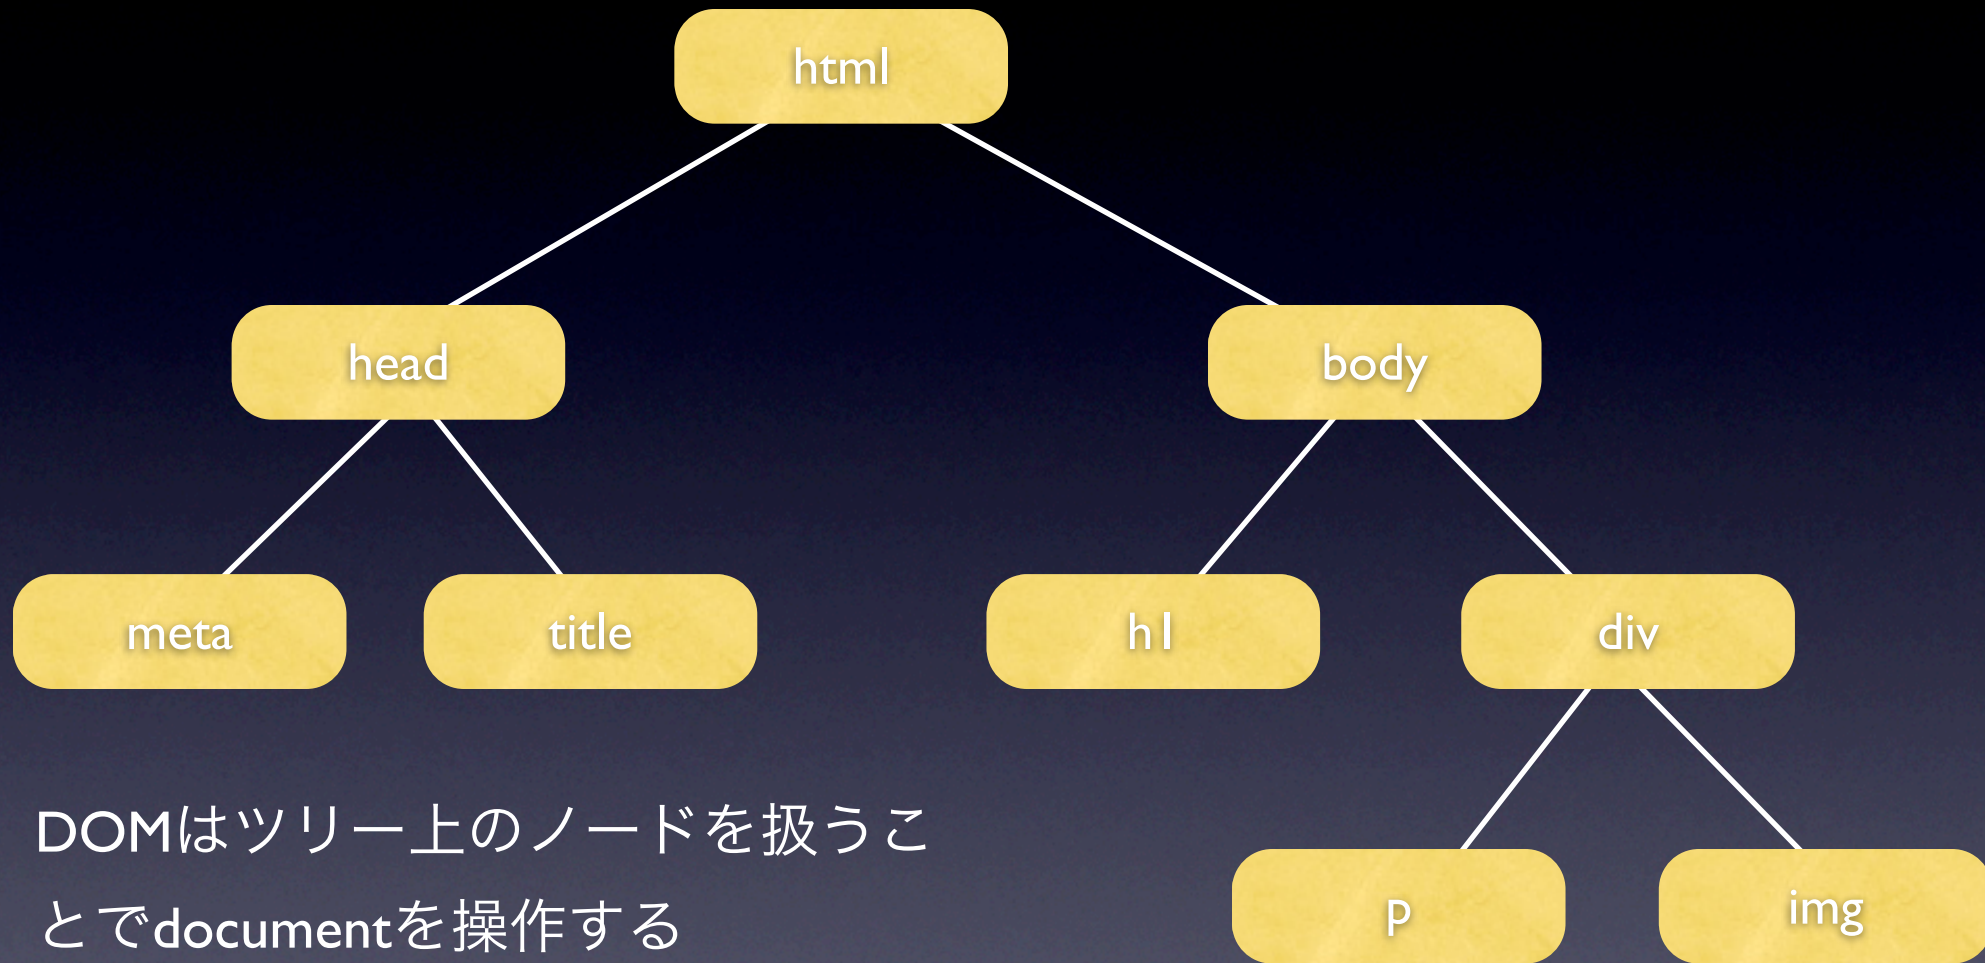 html
head
body
meta
title
h1
div
DOMはツリー上のノードを扱うこ
とでdocumentを操作する
p
img